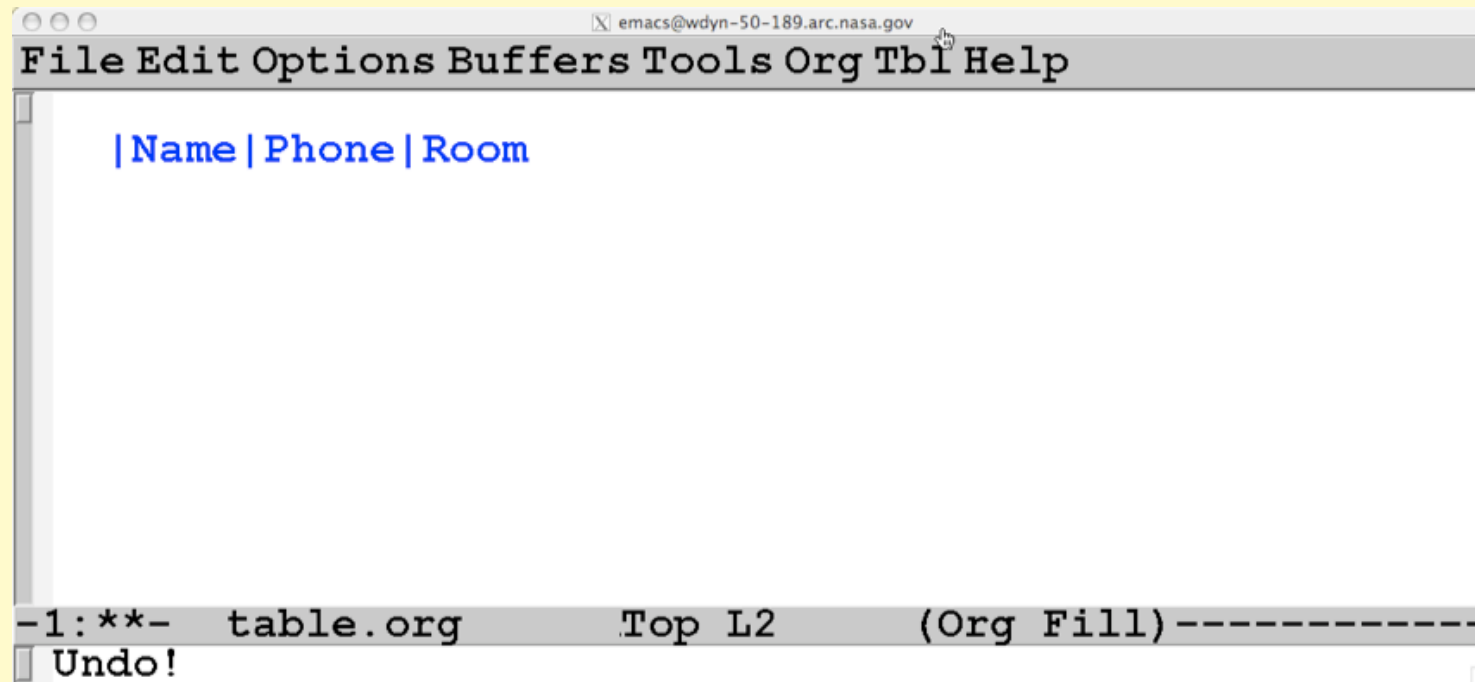 X emacs@wdyn-50-189.arc.nasa.gov
File Edit Options Buffers Tools Org Tbl Help
|Name|Phone|Room
-1:**- table.org Top L2 (Org Fill)------------
Undo!